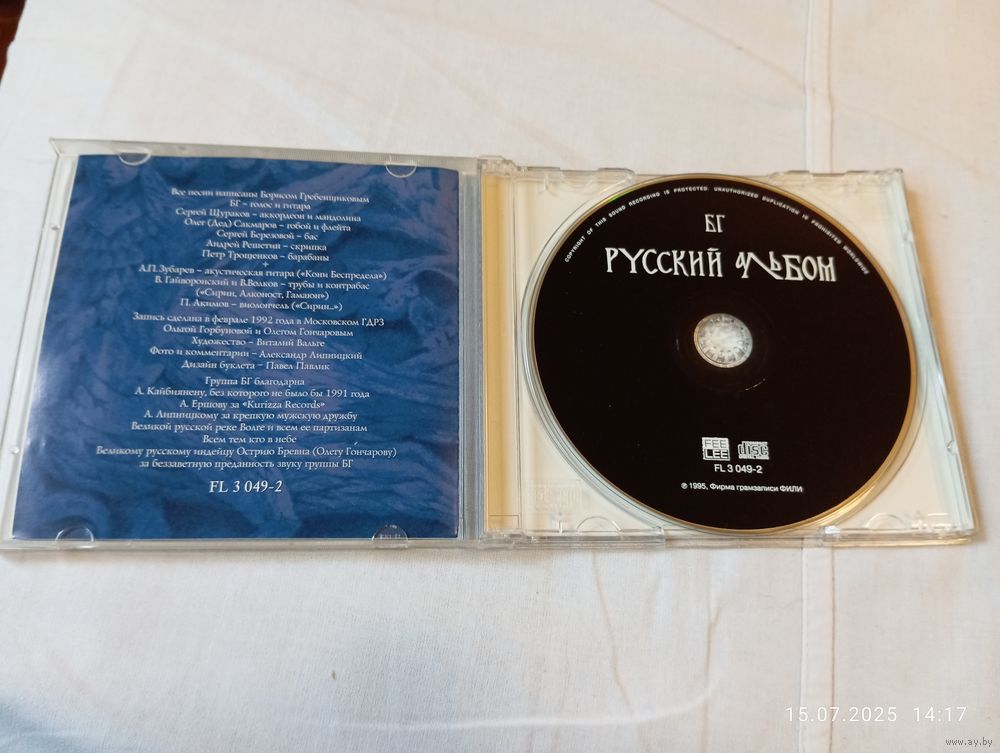 Все песни написаны Борисом Гребенщиковым
БГ – голос и гитара
Сергей Щураков – аккордеон и мандолина
Олег (Дед) Сакмаров – гобой и флейта
Сергей Березовой – бас
Андрей Решетин – скрипка
Петр Трощенков – барабаны
+
А.П. Зубарев – акустическая гитара («Кони Беспредела»)
В. Гайворонский и В.Волков – трубы и контрабас
(«Сирин, Алконост, Гамаюн»)
П. Акимов – виолончель («Сирин..»)
Запись сделана в феврале 1992 года в Московском ГДРЗ
Ольгой Горбуновой и Олегом Гончаровым
Художество – Виталий Вальге
Фото и комментарии – Александр Липницкий
Дизайн буклета – Павел Павлик
Группа БГ благодарна
А. Кайбияйнену, без которого не было бы 1991 года
А. Ершову за «Kurizza Records»
А. Липницкому за крепкую мужскую дружбу
Великой русской реке Волге и всем ее партизанам
Всем тем кто в небе
Великому русскому индейцу Острию Бревна (Олегу Гончарову)
за беззаветную преданность звуку группы БГ
FL 3 049-2
COPYRIGHT OF THIS SOUND RECORDING IS PROTECTED. UNAUTHORIZED DUPLICATION IS PROHIBITED WORLDWIDE
БГ
РУССКИЙ АЛЬБОМ
FEE
LEE
COMPACT
disc
DIGITAL AUDIO
FL 3 049-2
℗ 1995, Фирма грамзаписи ФИЛИ
15.07.2025 14:17
www.ay.by